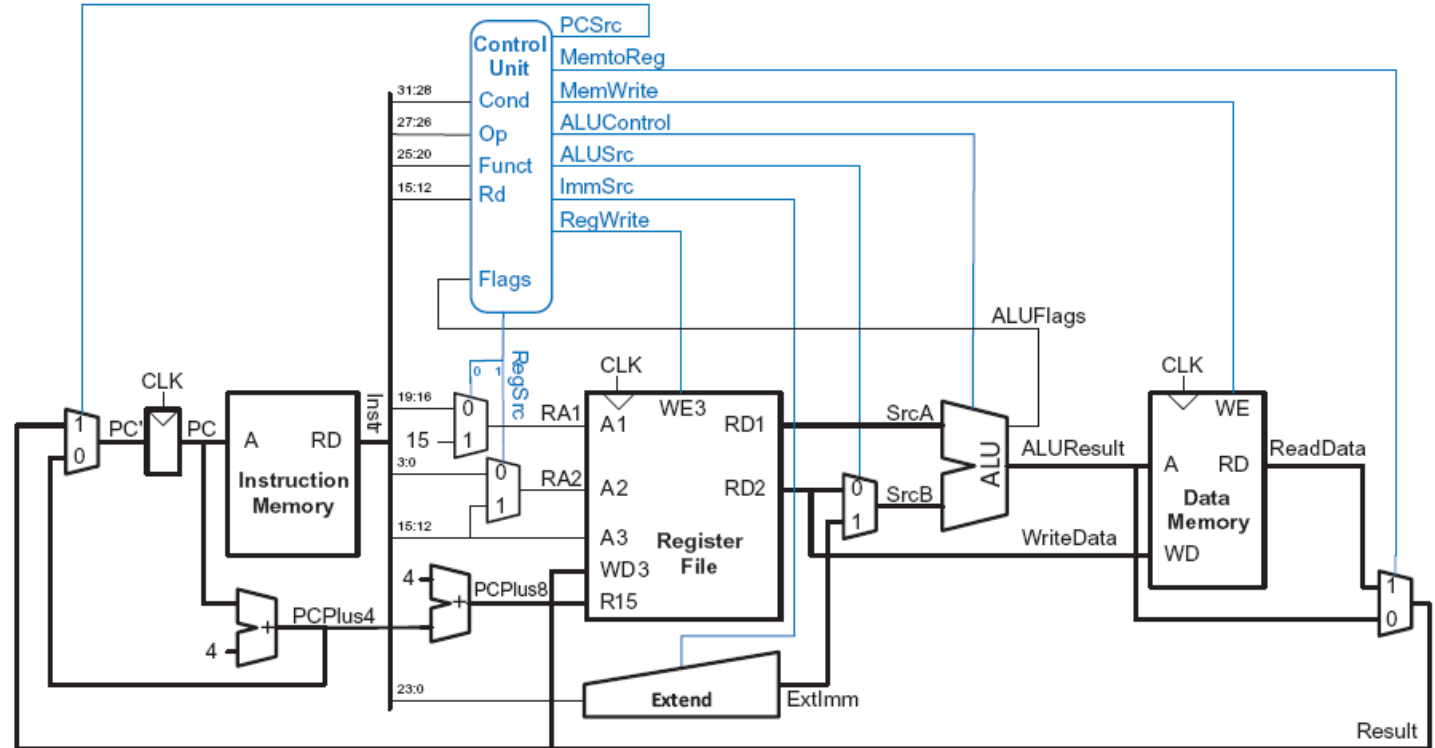 PCSrc
Control
Unit
MemtoReg
31:28
Cond
MemWrite
27:26
Op
ALUControl
25:20
Funct
ALUSrc
15:12
Rd
ImmSrc
RegWrite
Flags
ALUFlags
RegSrc
0 1
CLK
CLK
CLK
Instr
19:16
0
RA1
A1
WE3
RD1
SrcA
WE
1
PC'
PC
A
RD
15
1
ALU
ALUResult
A
RD
ReadData
0
3:0
0
Instruction
Memory
RA2
A2
RD2
0
SrcB
Data
Memory
1
1
15:12
A3
Register
File
WriteData
WD
4
+
PCPlus8
WD3
R15
1
0
PCPlus4
+
4
23:0
Extend
ExtImm
Result